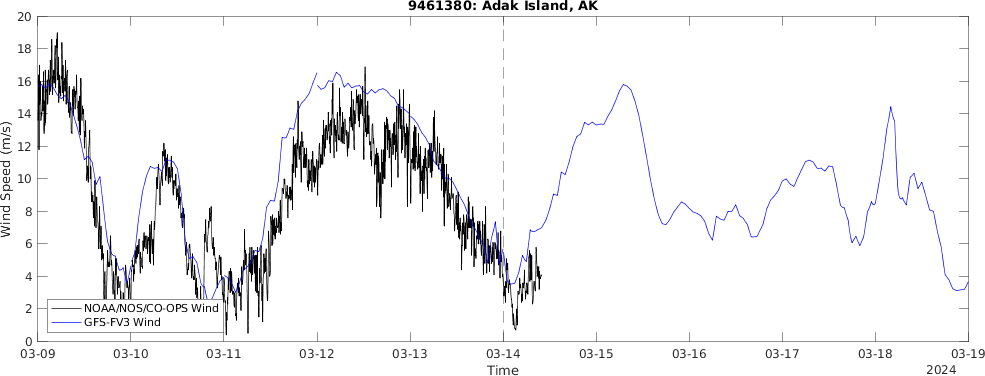 9461380: Adak Island, AK
20
18
16
14
12
10
8
6
4
2
0
Wind Speed (m/s)
NOAA/NOS/CO-OPS Wind
GFS-FV3 Wind
03-09 03-10 03-11 03-12 03-13 03-14 03-15 03-16 03-17 03-18 03-19
Time
2024